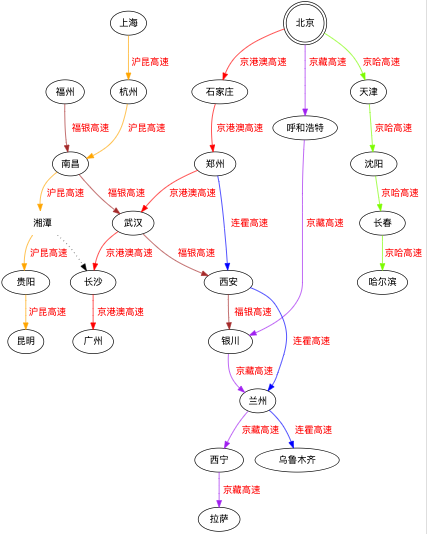 上海
北京
沪昆高速
京港澳高速
京藏高速
京哈高速
福州
杭州
石家庄
天津
福银高速
沪昆高速
京港澳高速
呼和浩特
京哈高速
南昌
郑州
沈阳
沪昆高速
福银高速
京港澳高速
京哈高速
湘潭
武汉
连霍高速
京藏高速
长春
沪昆高速
京港澳高速
福银高速
京哈高速
贵阳
长沙
西安
哈尔滨
沪昆高速
京港澳高速
福银高速
昆明
广州
银川
连霍高速
京藏高速
兰州
京藏高速
连霍高速
西宁
乌鲁木齐
京藏高速
拉萨